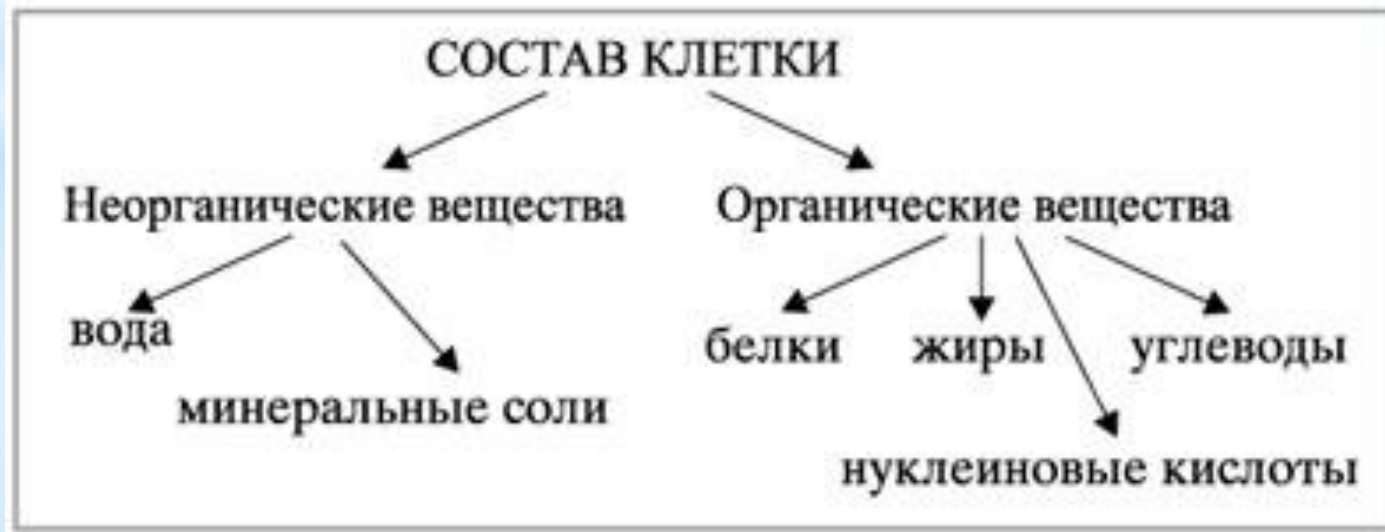 СОСТАВ КЛЕТКИ
Неорганические вещества Органические вещества
вода
белки жиры углеводы
минеральные соли
нуклеиновые кислоты